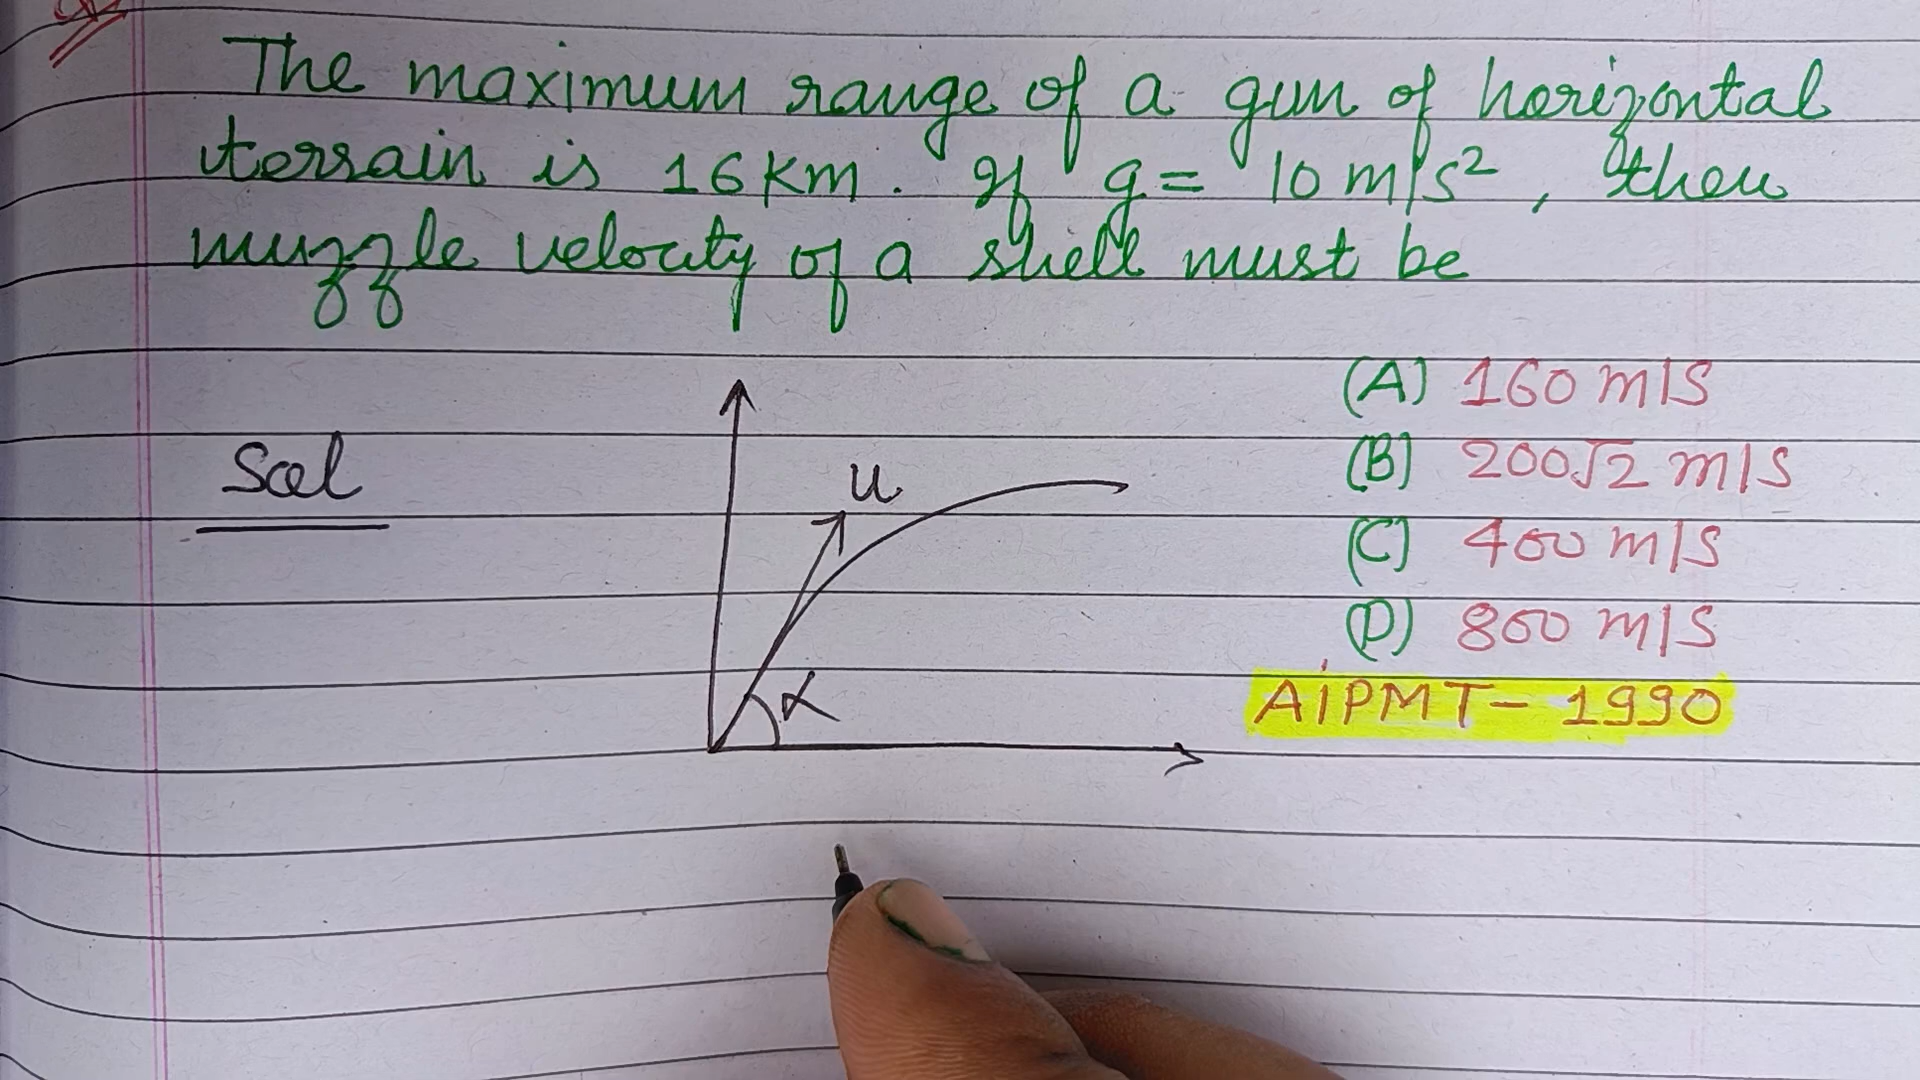 The maximum range of a gun of horizontal
terrain is 16 km. If g = 10 m/s², then
muzzle velocity of a shell must be
(A) 160 m/s
Sol
u
(B) 200√2 m/s
(C) 400 m/s
(D) 800 m/s
α
AIPMT - 1990